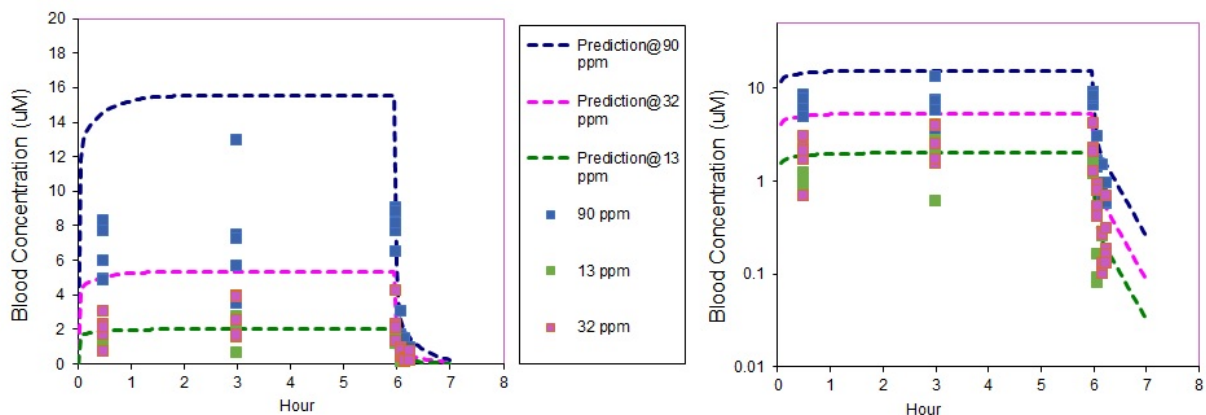 Blood Concentration (uM)
20
18
16
14
12
10
8
6
4
2
0
0 1 2 3 4 5 6 7 8
Hour
Prediction@90
ppm
Prediction@32
ppm
Prediction@13
ppm
90 ppm
13 ppm
32 ppm
Blood Concentration (uM)
10
1
0.1
0.01
0 1 2 3 4 5 6 7 8
Hour